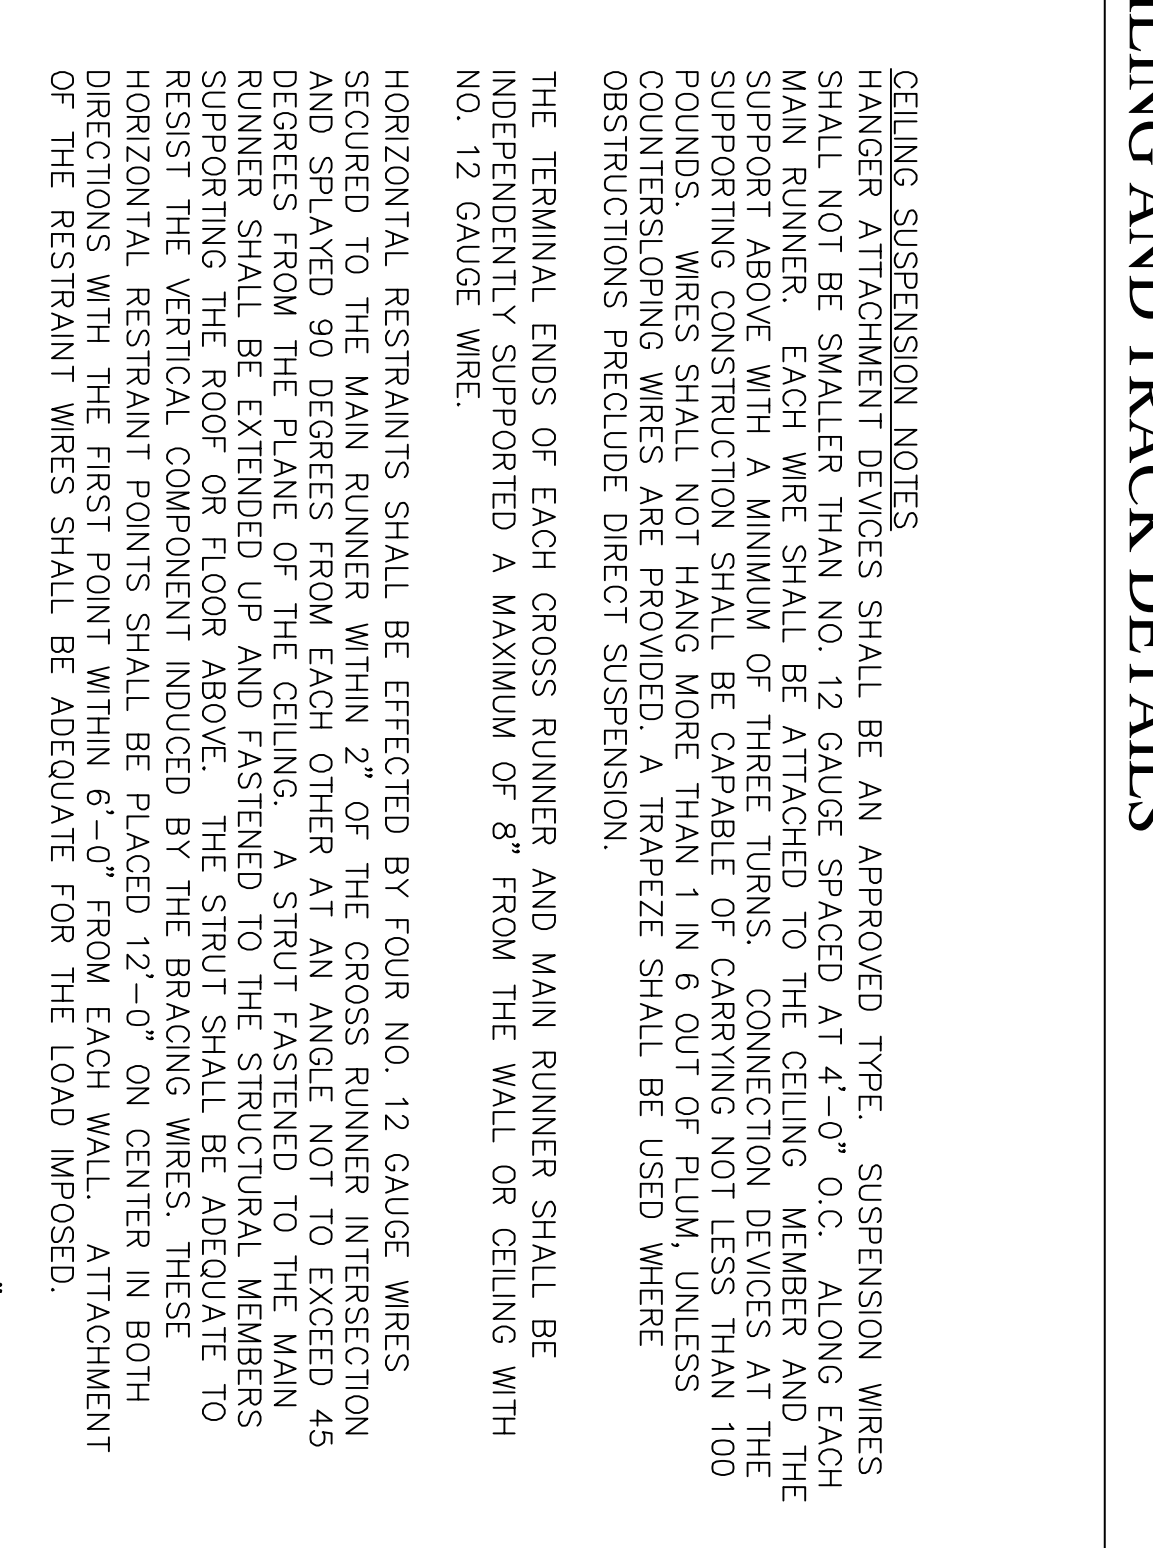 AND TRACK DETAILS
CEILING SUSPENSION NOTES
HANGER ATTACHMENT DEVICES SHALL BE AN APPROVED TYPE. SUSPENSION WIRES
SHALL NOT BE SMALLER THAN NO. 12 GAUGE SPACED AT 4'-0" O.C. ALONG EACH
MAIN RUNNER. EACH WIRE SHALL BE ATTACHED TO THE CEILING MEMBER AND THE
SUPPORT ABOVE WITH A MINIMUM OF THREE TURNS. CONNECTION DEVICES AT THE
SUPPORTING CONSTRUCTION SHALL BE CAPABLE OF CARRYING NOT LESS THAN 100
POUNDS. WIRES SHALL NOT HANG MORE THAN 1 IN 6 OUT OF PLUM, UNLESS
COUNTERSLOPING WIRES ARE PROVIDED. A TRAPEZE SHALL BE USED WHERE
OBSTRUCTIONS PRECLUDE DIRECT SUSPENSION.
THE TERMINAL ENDS OF EACH CROSS RUNNER AND MAIN RUNNER SHALL BE
INDEPENDENTLY SUPPORTED A MAXIMUM OF 8" FROM THE WALL OR CEILING WITH
NO. 12 GAUGE WIRE.
HORIZONTAL RESTRAINTS SHALL BE EFFECTED BY FOUR NO. 12 GAUGE WIRES
SECURED TO THE MAIN RUNNER WITHIN 2" OF THE CROSS RUNNER INTERSECTION
AND SPLAYED 90 DEGREES FROM EACH OTHER AT AN ANGLE NOT TO EXCEED 45
DEGREES FROM THE PLANE OF THE CEILING. A STRUT FASTENED TO THE MAIN
RUNNER SHALL BE EXTENDED UP AND FASTENED TO THE STRUCTURAL MEMBERS
SUPPORTING THE ROOF OR FLOOR ABOVE. THE STRUT SHALL BE ADEQUATE TO
RESIST THE VERTICAL COMPONENT INDUCED BY THE BRACING WIRES. THESE
HORIZONTAL RESTRAINT POINTS SHALL BE PLACED 12'-0" ON CENTER IN BOTH
DIRECTIONS WITH THE FIRST POINT WITHIN 6'-0" FROM EACH WALL. ATTACHMENT
OF THE RESTRAINT WIRES SHALL BE ADEQUATE FOR THE LOAD IMPOSED.